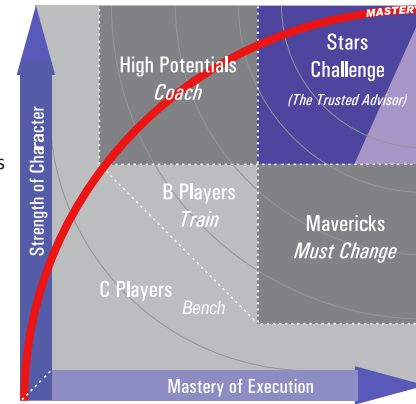 MASTERY
Stars
Challenge
(The Trusted Advisor)
High Potentials
Coach
s
Strength of Character
B Players
Train
Mavericks
Must Change
C Players
Bench
Mastery of Execution